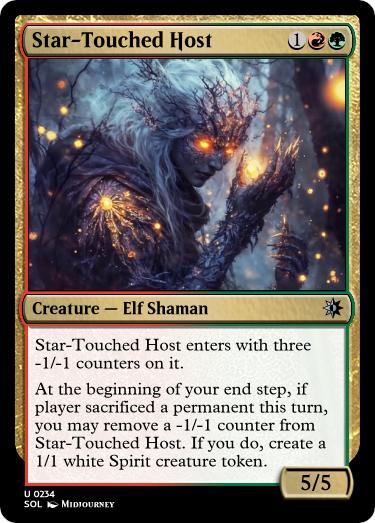 Star-Touched Host 1
Creature — Elf Shaman
Star-Touched Host enters with three
-1/-1 counters on it.
At the beginning of your end step, if
player sacrificed a permanent this turn,
you may remove a -1/-1 counter from
Star-Touched Host. If you do, create a
1/1 white Spirit creature token.
5/5
U 0234
SOL Midjourney